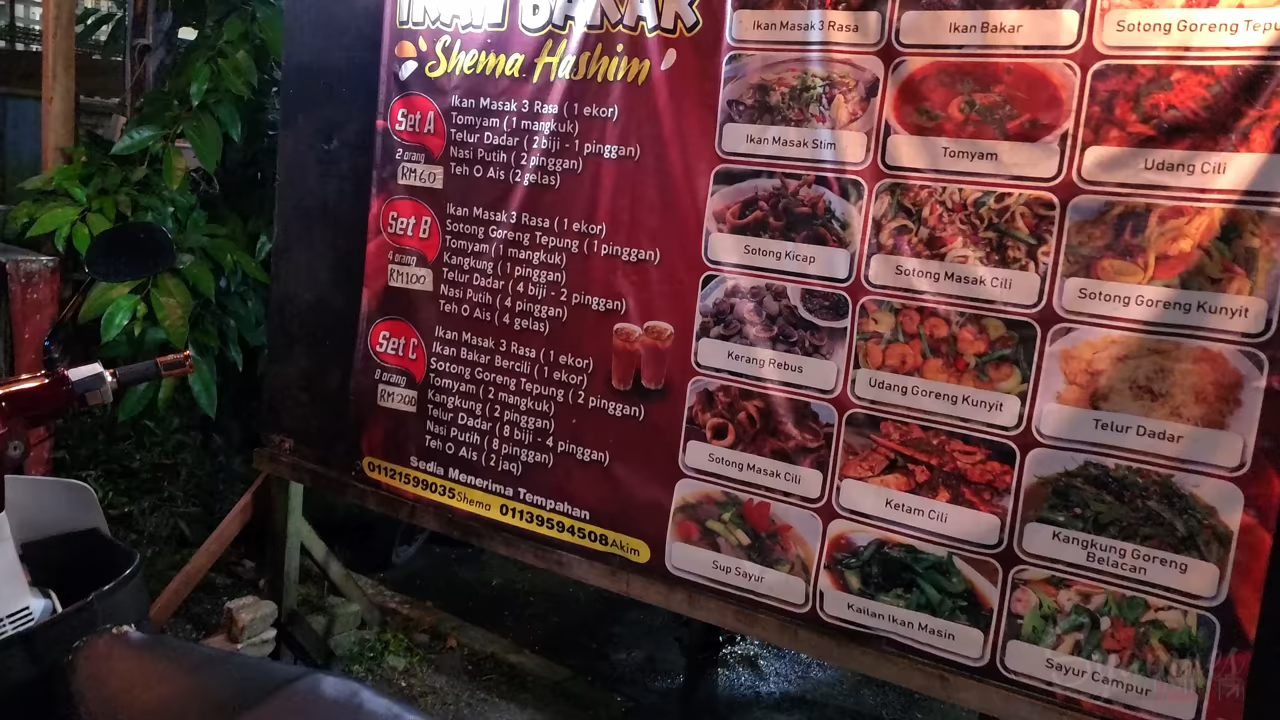 IKAN BAKAR
Shema Hashim
Set A
2 orang
RM60
Ikan Masak 3 Rasa ( 1 ekor)
Tomyam ( 1 mangkuk)
Telur Dadar ( 2 biji - 1 pinggan)
Nasi Putih ( 2 pinggan)
Teh O Ais ( 2 gelas)
Set B
4 orang
RM100
Ikan Masak 3 Rasa ( 1 ekor)
Sotong Goreng Tepung ( 1 pinggan)
Tomyam ( 1 mangkuk)
Kangkung ( 1 pinggan)
Telur Dadar ( 4 biji - 2 pinggan)
Nasi Putih ( 4 pinggan)
Teh O Ais ( 4 gelas)
Set C
8 orang
RM200
Ikan Masak 3 Rasa ( 1 ekor)
Ikan Bakar Bercili ( 1 ekor)
Sotong Goreng Tepung ( 2 pinggan)
Tomyam ( 2 mangkuk)
Kangkung ( 2 pinggan)
Telur Dadar ( 8 biji - 4 pinggan)
Nasi Putih ( 8 pinggan)
Teh O Ais ( 2 jaq)
Sedia Menerima Tempahan
01121599035 Shema 01139594508 Akim
Ikan Masak 3 Rasa
Ikan Bakar
Sotong Goreng Tepu
Ikan Masak Stim
Tomyam
Udang Cili
Sotong Kicap
Sotong Masak Cili
Sotong Goreng Kunyit
Kerang Rebus
Udang Goreng Kunyit
Telur Dadar
Sotong Masak Cili
Ketam Cili
Kangkung Goreng
Belacan
Sup Sayur
Kailan Ikan Masin
Sayur Campur